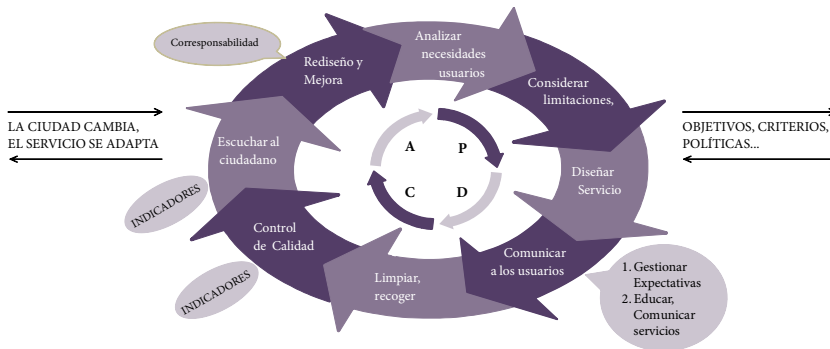 Corresponsabilidad
Rediseño y
Mejora
Analizar
necesidades
usuarios
Considerar
limitaciones,
LA CIUDAD CAMBIA,
EL SERVICIO SE ADAPTA
Escuchar al
ciudadano
A
P
C
D
Diseñar
Servicio
OBJETIVOS, CRITERIOS,
POLÍTICAS...
INDICADORES
Control
de Calidad
INDICADORES
Limpiar,
recoger
Comunicar
a los usuarios
1. Gestionar
Expectativas
2. Educar,
Comunicar
servicios